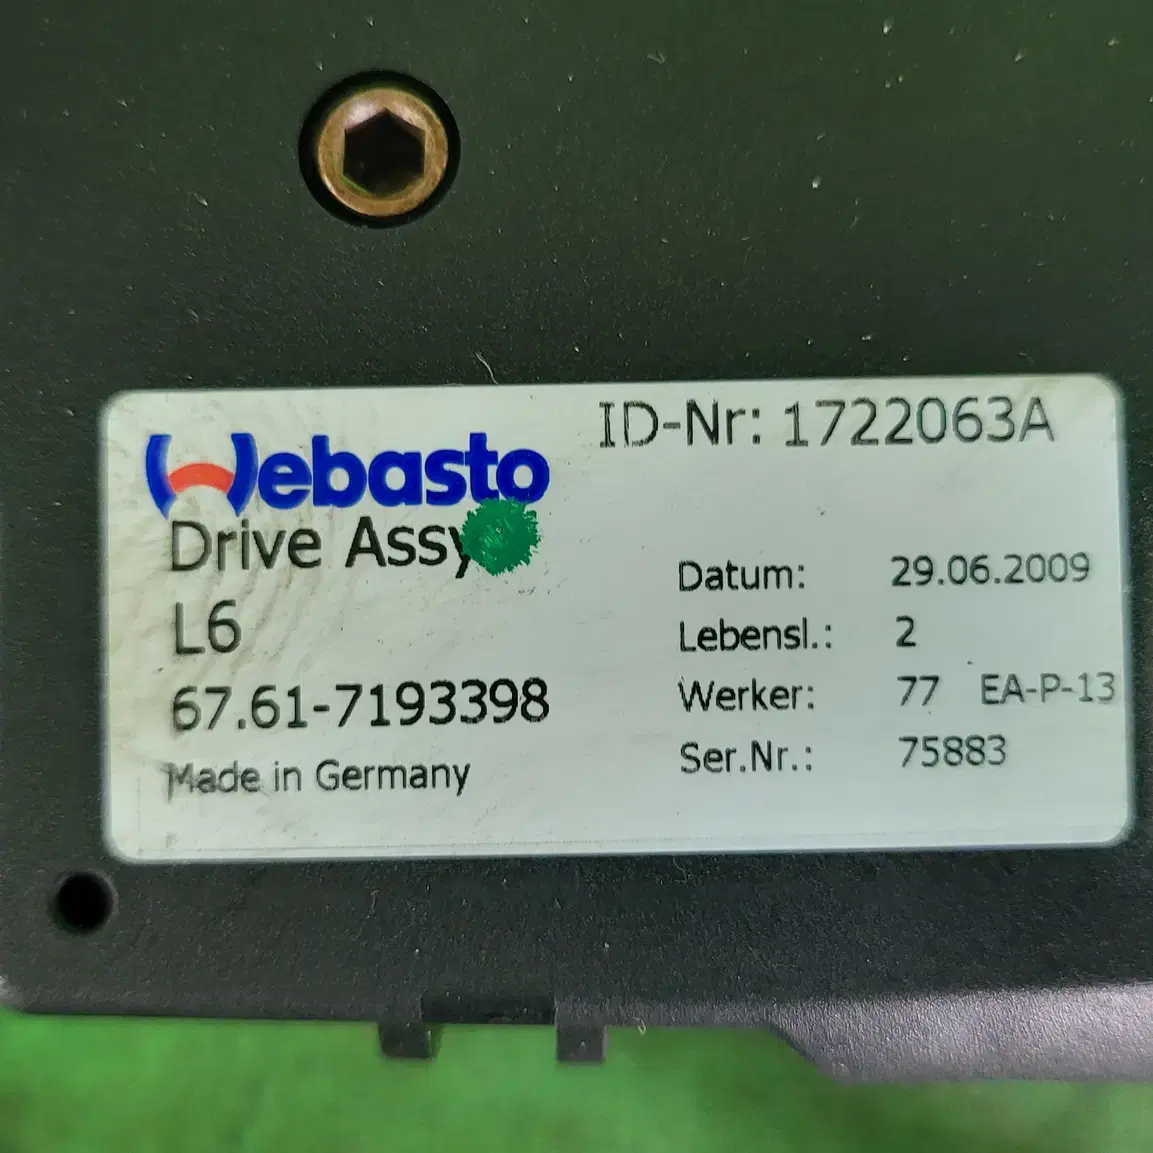 Webasto
ID-Nr: 1722063A
Drive Assy
L6
67.61-7193398
Made in Germany
Datum: 29.06.2009
Lebensl.: 2
Werker: 77 EA-P-13
Ser.Nr.: 75883